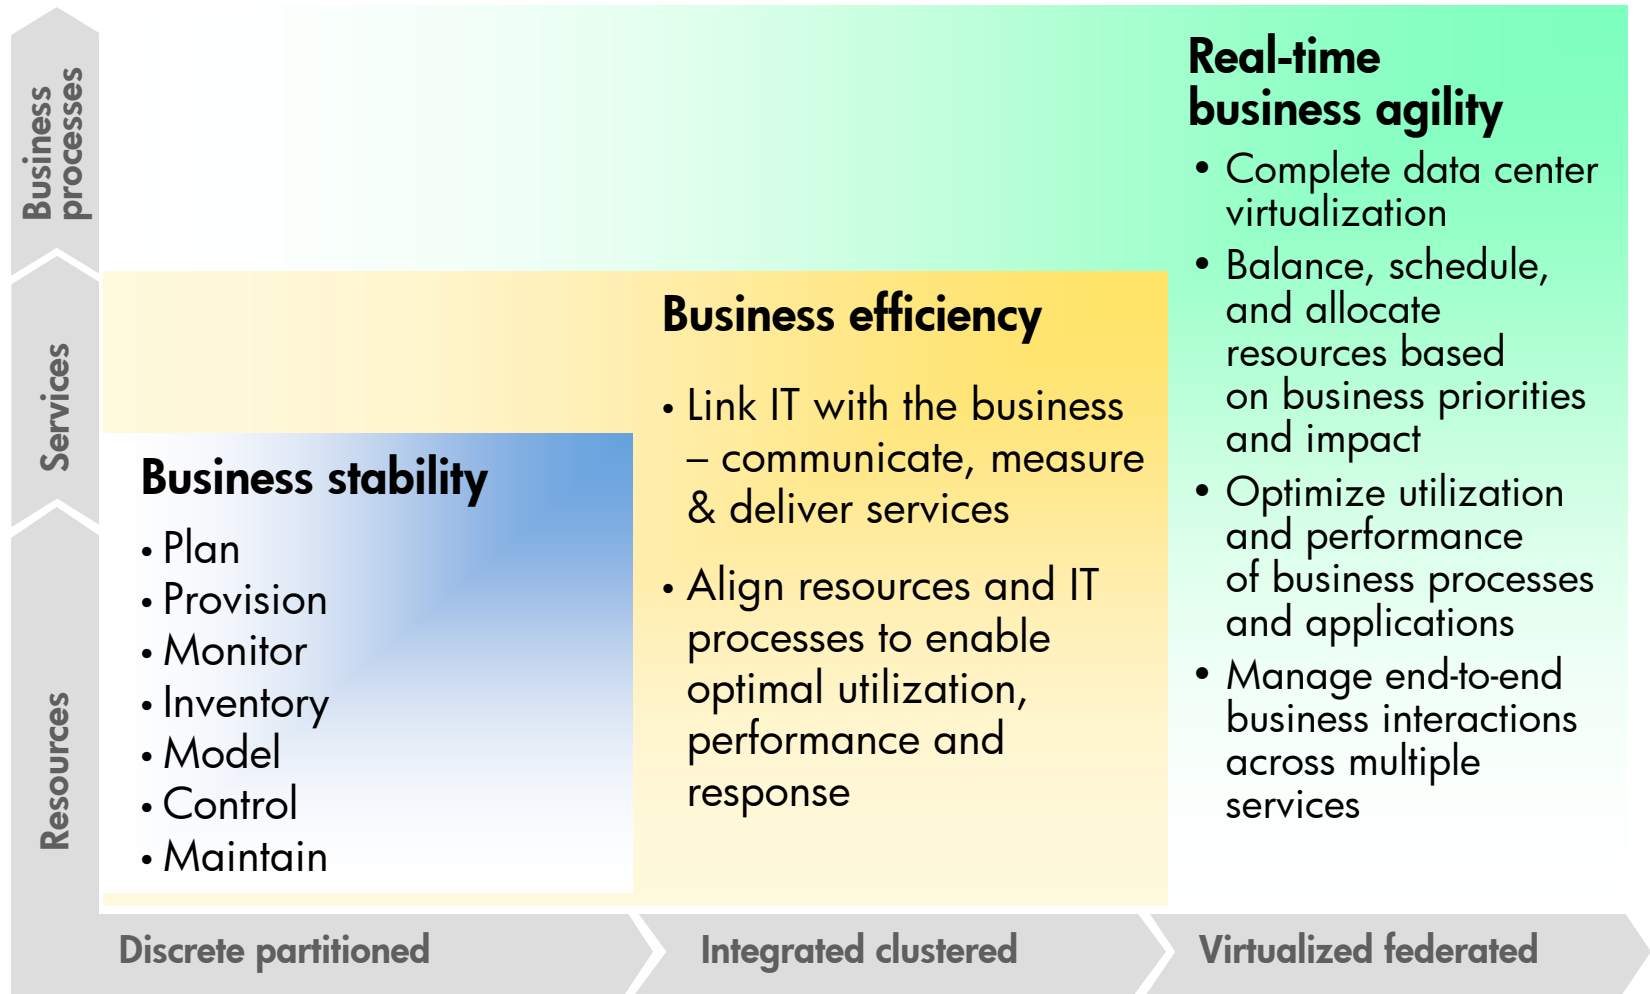 Business
processes
Services
Resources
Real-time
business agility
• Complete data center
virtualization
• Balance, schedule,
and allocate
resources based
on business priorities
and impact
• Optimize utilization
and performance
of business processes
and applications
• Manage end-to-end
business interactions
across multiple
services
Business efficiency
• Link IT with the business
– communicate, measure
& deliver services
• Align resources and IT
processes to enable
optimal utilization,
performance and
response
Business stability
• Plan
• Provision
• Monitor
• Inventory
• Model
• Control
• Maintain
Discrete partitioned
Integrated clustered
Virtualized federated